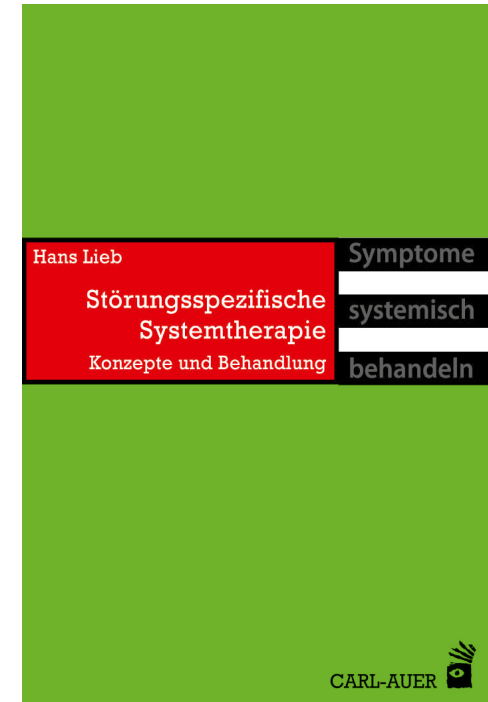 Hans Lieb
Störungsspezifische
Systemtherapie
Konzepte und Behandlung
Symptome
systemisch
behandeln
CARL-AUER